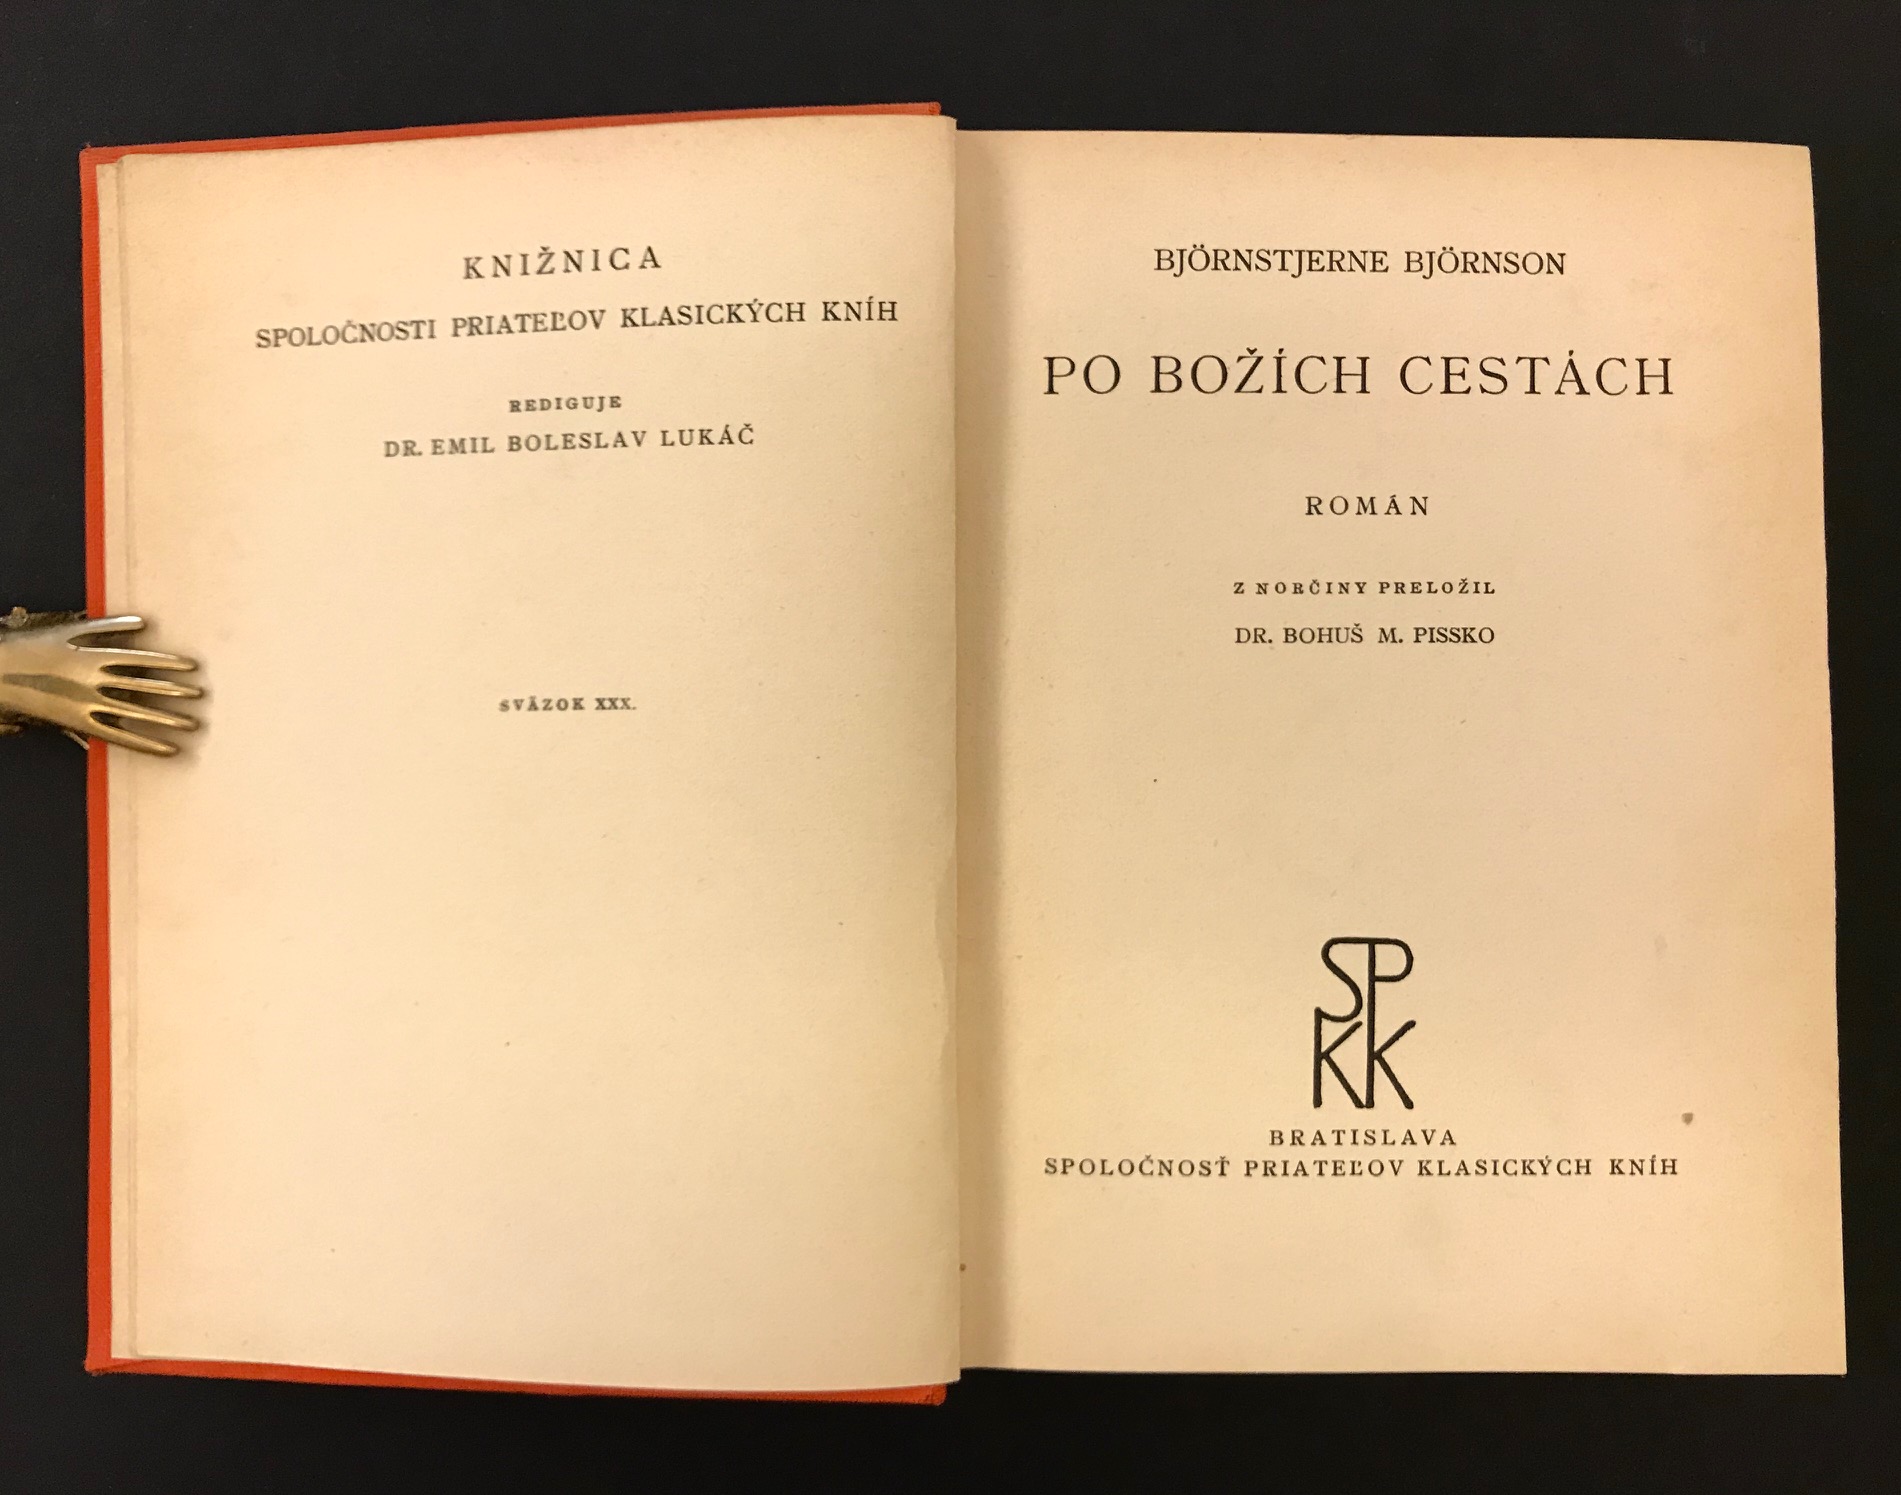 KNIŽNICA
SPOLOČNOSTI PRIATEĽOV KLASICKÝCH KNÍH
REDIGUJE
DR. EMIL BOLESLAV LUKÁČ
SVÄZOK XXX.
BJÖRNSTJERNE BJÖRNSON
PO BOŽÍCH CESTÁCH
ROMÁN
Z NORČINY PRELOŽIL
DR. BOHUŠ M. PISSKO
SP
KK
BRATISLAVA
SPOLOČNOSŤ PRIATEĽOV KLASICKÝCH KNÍH